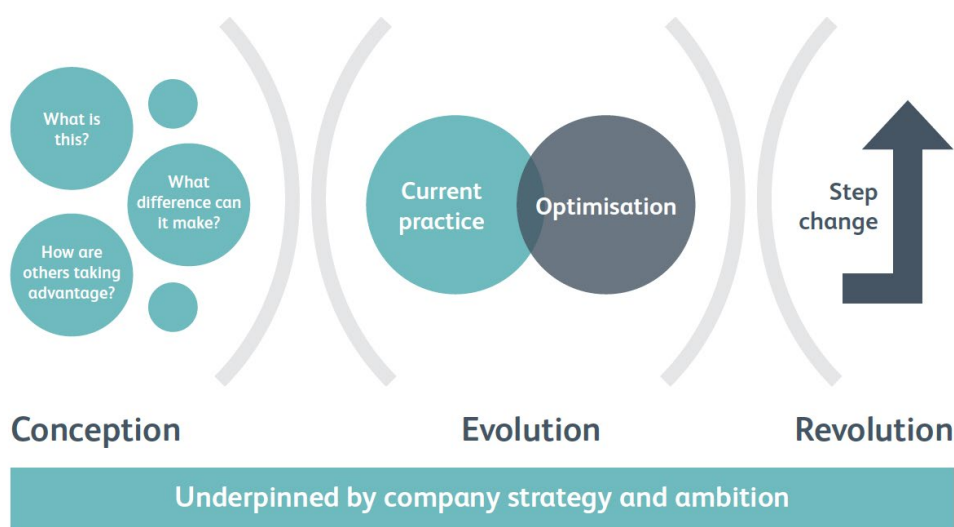 What is
this?
What
difference can
it make?
How are
others taking
advantage?
Current
practice
Optimisation
Step
change
Conception
Evolution
Revolution
Underpinned by company strategy and ambition